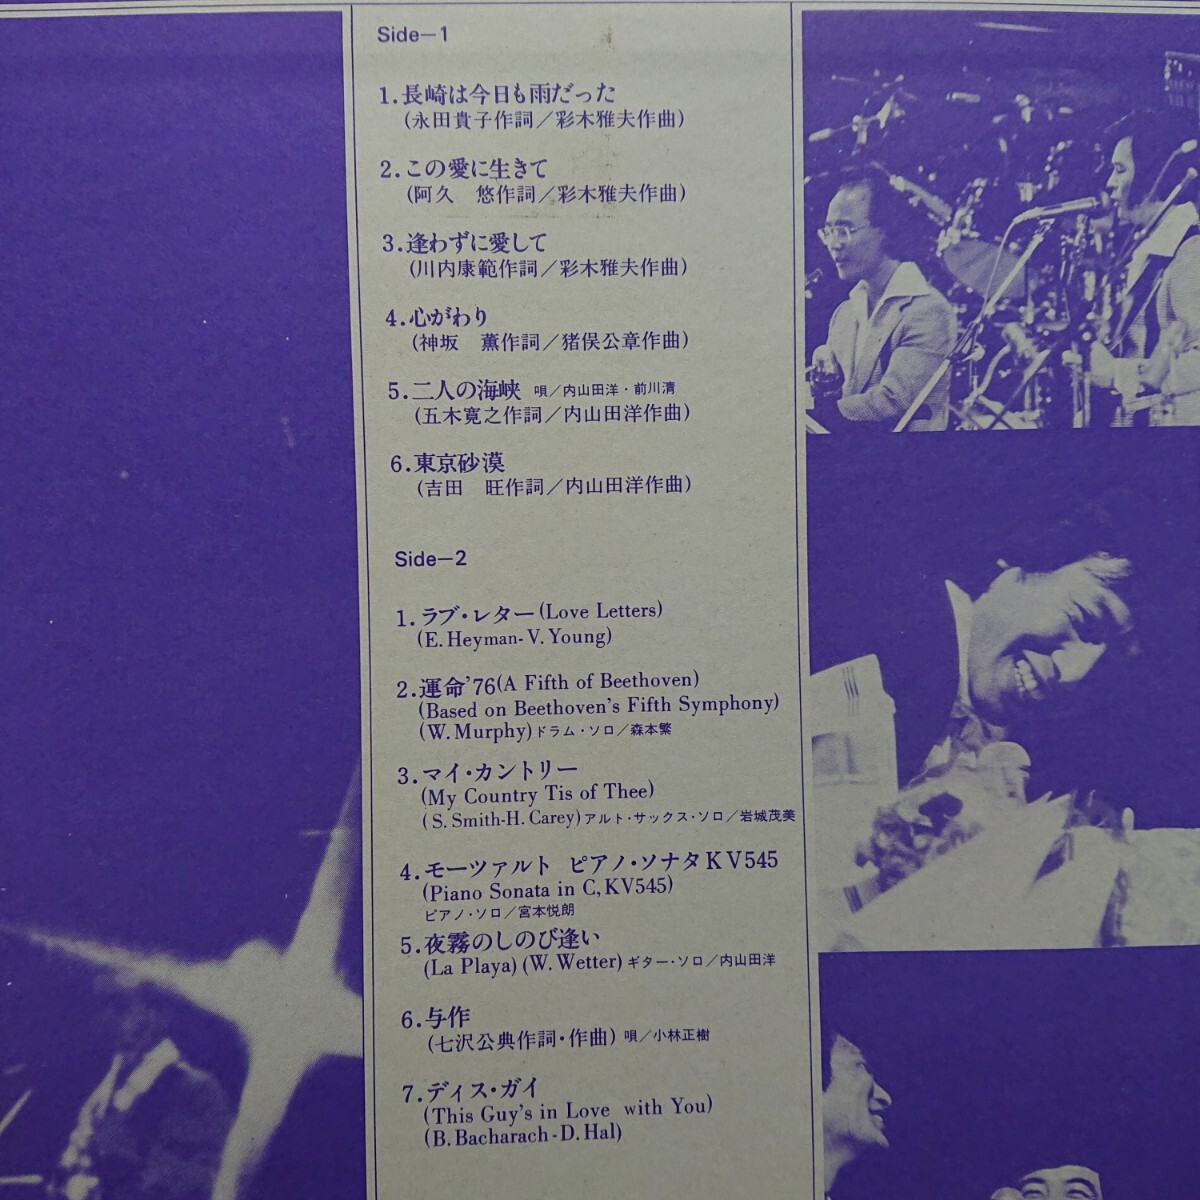 Side−1
1.長崎は今日も雨だった
(永田貴子作詞／彩木雅夫作曲)
2.この愛に生きて
(阿久　悠作詞／彩木雅夫作曲)
3.逢わずに愛して
(川内康範作詞／彩木雅夫作曲)
4.心がわり
(神坂　薫作詞／猪俣公章作曲)
5.二人の海峡 唄／内山田洋・前川清
(五木寛之作詞／内山田洋作曲)
6.東京砂漠
(吉田　旺作詞／内山田洋作曲)
Side−2
1.ラブ・レター(Love Letters)
(E.Heyman-V.Young)
2.運命'76(A Fifth of Beethoven)
(Based on Beethoven's Fifth Symphony)
(W.Murphy)ドラム・ソロ／森本繁
3.マイ・カントリー
(My Country Tis of Thee)
(S.Smith-H.Carey)アルト・サックス・ソロ／岩城茂美
4.モーツァルト ピアノ・ソナタKV545
(Piano Sonata in C,KV545)
ピアノ・ソロ／宮本悦朗
5.夜霧のしのび逢い
(La Playa)(W.Wetter)ギター・ソロ／内山田洋
6.与作
(七沢公典作詞・作曲) 唄／小林正樹
7.ディス・ガイ
(This Guy's in Love with You)
(B.Bacharach-D.Hal)